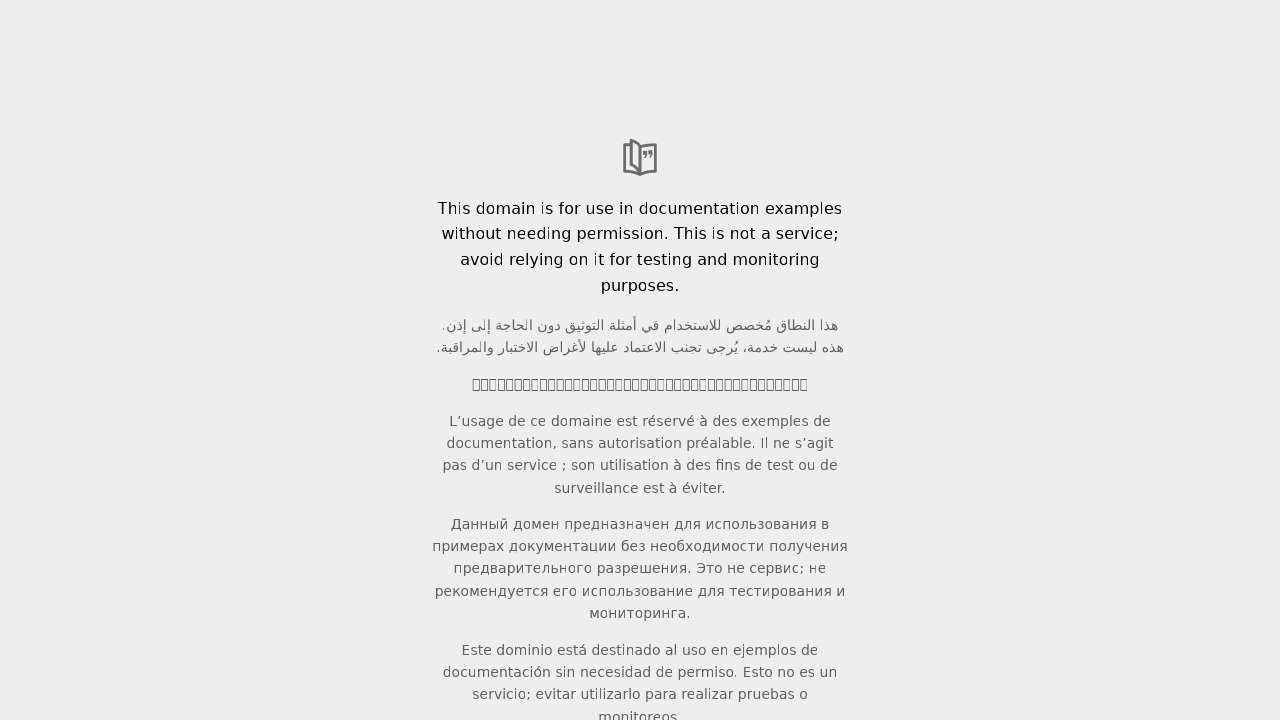 This domain is for use in documentation examples
without needing permission. This is not a service;
avoid relying on it for testing and monitoring
purposes.
هذا النطاق مُخصص للاستخدام في أمثلة التوثيق دون الحاجة إلى إذن.
هذه ليست خدمة، يُرجى تجنب الاعتماد عليها لأغراض الاختبار والمراقبة.
L’usage de ce domaine est réservé à des exemples de
documentation, sans autorisation préalable. Il ne s’agit
pas d’un service ; son utilisation à des fins de test ou de
surveillance est à éviter.
Данный домен предназначен для использования в
примерах документации без необходимости получения
предварительного разрешения. Это не сервис; не
рекомендуется его использование для тестирования и
мониторинга.
Este dominio está destinado al uso en ejemplos de
documentación sin necesidad de permiso. Esto no es un
servicio; evitar utilizarlo para realizar pruebas o
monitoreos.